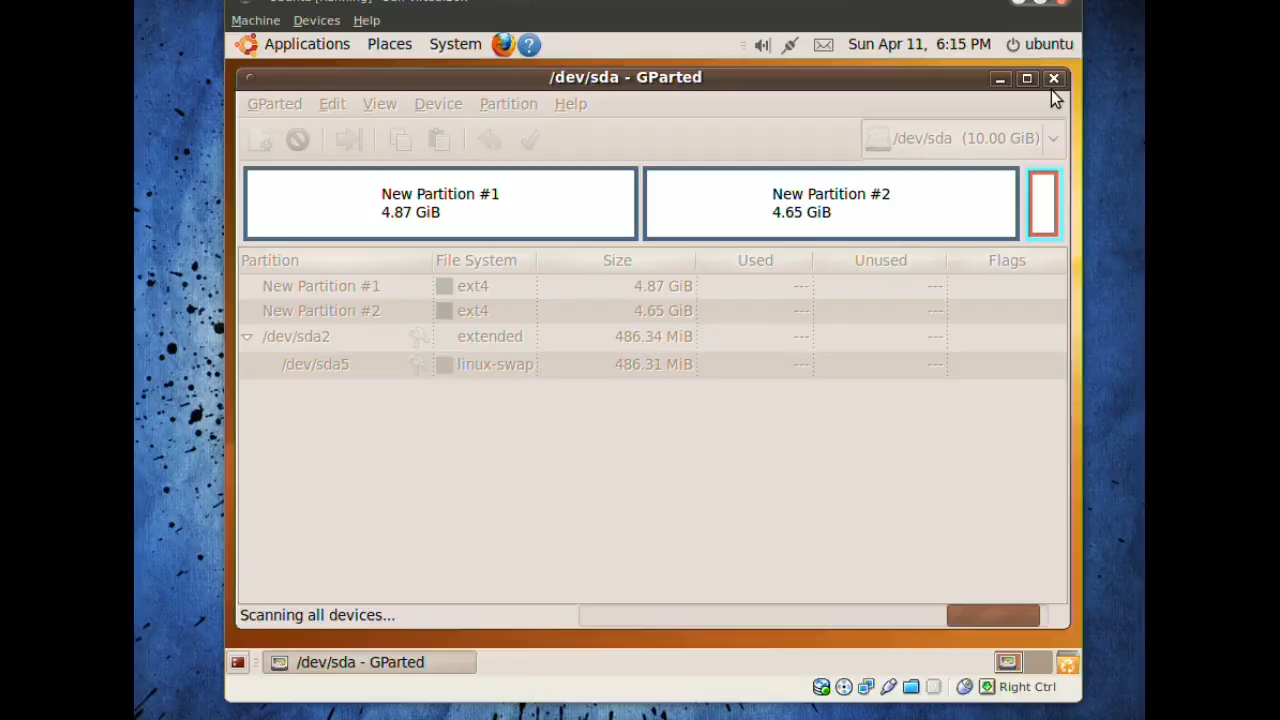 Machine Devices Help
Applications Places System Sun Apr 11, 6:15 PM ubuntu
/dev/sda - GParted
GParted Edit View Device Partition Help
/dev/sda (10.00 GiB)
New Partition #1
4.87 GiB
New Partition #2
4.65 GiB
Partition File System Size Used Unused Flags
New Partition #1 ext4 4.87 GiB --- ---
New Partition #2 ext4 4.65 GiB --- ---
/dev/sda2 extended 486.34 MiB --- ---
/dev/sda5 linux-swap 486.31 MiB --- ---
Scanning all devices...
/dev/sda - GParted
Right Ctrl